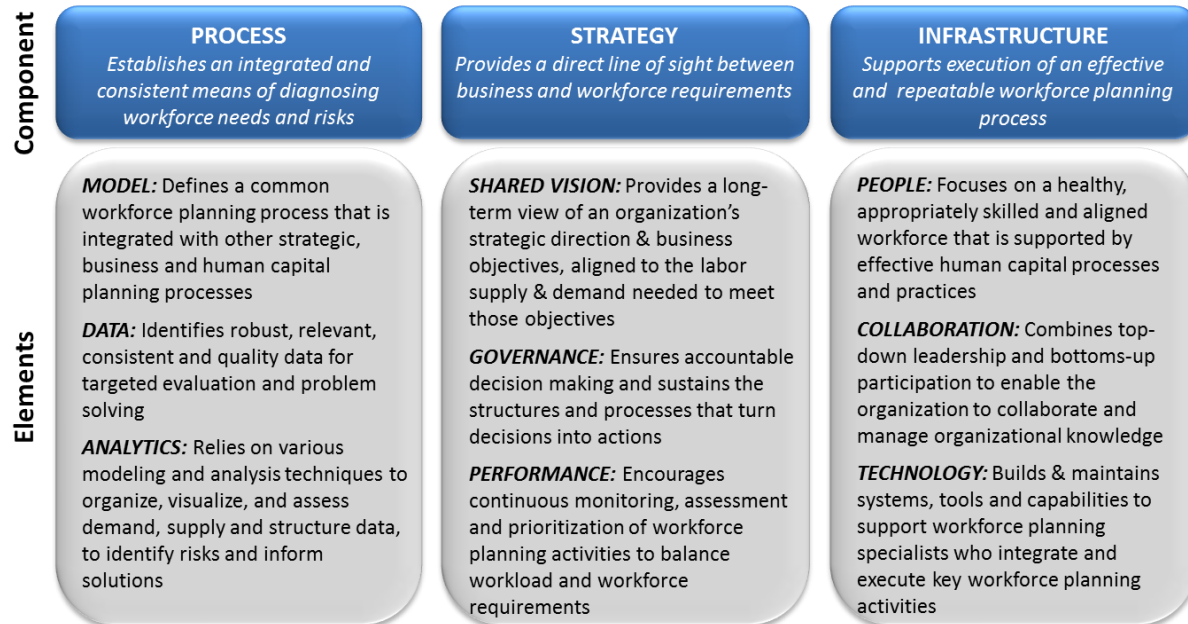 Component
PROCESS
Establishes an integrated and
consistent means of diagnosing
workforce needs and risks
STRATEGY
Provides a direct line of sight between
business and workforce requirements
INFRASTRUCTURE
Supports execution of an effective
and  repeatable workforce planning
process
Elements
MODEL: Defines a common
workforce planning process that is
integrated with other strategic,
business and human capital
planning processes
DATA: Identifies robust, relevant,
consistent and quality data for
targeted evaluation and problem
solving
ANALYTICS: Relies on various
modeling and analysis techniques to
organize, visualize, and assess
demand, supply and structure data,
to identify risks and inform
solutions
SHARED VISION: Provides a long-
term view of an organization's
strategic direction & business
objectives, aligned to the labor
supply & demand needed to meet
those objectives
GOVERNANCE: Ensures accountable
decision making and sustains the
structures and processes that turn
decisions into actions
PERFORMANCE: Encourages
continuous monitoring, assessment
and prioritization of workforce
planning activities to balance
workload and workforce
requirements
PEOPLE: Focuses on a healthy,
appropriately skilled and aligned
workforce that is supported by
effective human capital processes
and practices
COLLABORATION: Combines top-
down leadership and bottoms-up
participation to enable the
organization to collaborate and
manage organizational knowledge
TECHNOLOGY: Builds & maintains
systems, tools and capabilities to
support workforce planning
specialists who integrate and
execute key workforce planning
activities